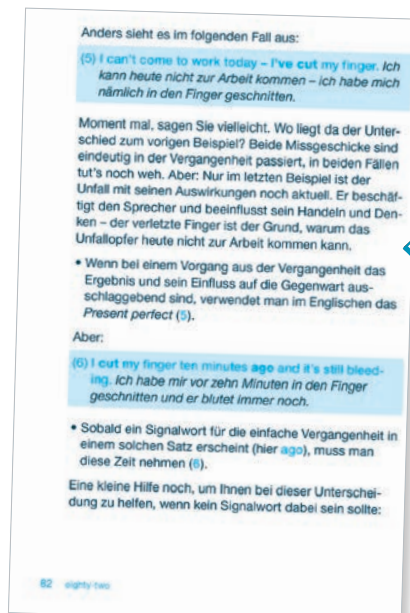 Anders sieht es im folgenden Fall aus:
(5) I can't come to work today – I've cut my finger. Ich
kann heute nicht zur Arbeit kommen – ich habe mich
nämlich in den Finger geschnitten.
Moment mal, sagen Sie vielleicht. Wo liegt da der Unter-
schied zum vorigen Beispiel? Beide Missgeschicke sind
eindeutig in der Vergangenheit passiert, in beiden Fällen
tut's noch weh. Aber: Nur im letzten Beispiel ist der
Unfall mit seinen Auswirkungen noch aktuell. Er beschäf-
tigt den Sprecher und beeinflusst sein Handeln und Den-
ken – der verletzte Finger ist der Grund, warum das
Unfallopfer heute nicht zur Arbeit kommen kann.
• Wenn bei einem Vorgang aus der Vergangenheit das
Ergebnis und sein Einfluss auf die Gegenwart aus-
schlaggebend sind, verwendet man im Englischen das
Present perfect (5).
Aber:
(6) I cut my finger ten minutes ago and it's still bleed-
ing. Ich habe mir vor zehn Minuten in den Finger
geschnitten und er blutet immer noch.
• Sobald ein Signalwort für die einfache Vergangenheit in
einem solchen Satz erscheint (hier ago), muss man
diese Zeit nehmen (6).
Eine kleine Hilfe noch, um Ihnen bei dieser Unterschei-
dung zu helfen, wenn kein Signalwort dabei sein sollte:
82 eighty-two